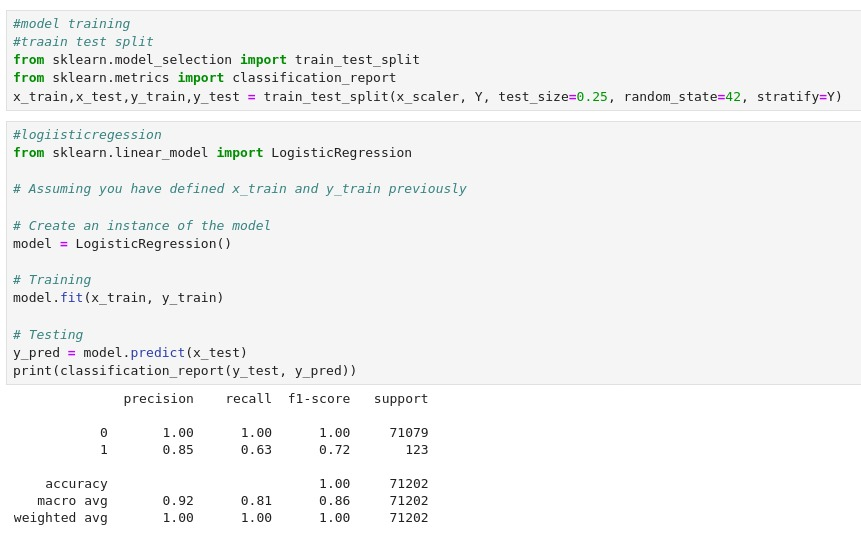 #model training
#traain test split
from sklearn.model_selection import train_test_split
from sklearn.metrics import classification_report
x_train,x_test,y_train,y_test = train_test_split(x_scaler, Y, test_size=0.25, random_state=42, stratify=Y)
#logiisticregession
from sklearn.linear_model import LogisticRegression
# Assuming you have defined x_train and y_train previously
# Create an instance of the model
model = LogisticRegression()
# Training
model.fit(x_train, y_train)
# Testing
y_pred = model.predict(x_test)
print(classification_report(y_test, y_pred))
precision recall f1-score support
0 1.00 1.00 1.00 71079
1 0.85 0.63 0.72 123
accuracy 1.00 71202
macro avg 0.92 0.81 0.86 71202
weighted avg 1.00 1.00 1.00 71202